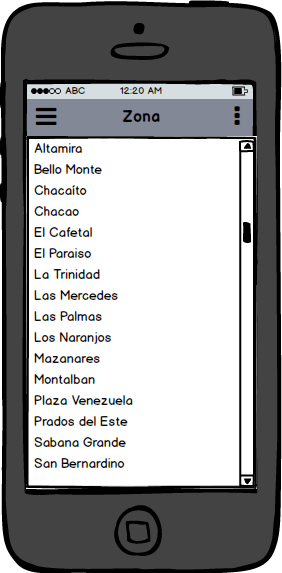 ABC 12:20 AM
Zona
Altamira
Bello Monte
Chacaíto
Chacao
El Cafetal
El Paraiso
La Trinidad
Las Mercedes
Las Palmas
Los Naranjos
Mazanares
Montalban
Plaza Venezuela
Prados del Este
Sabana Grande
San Bernardino